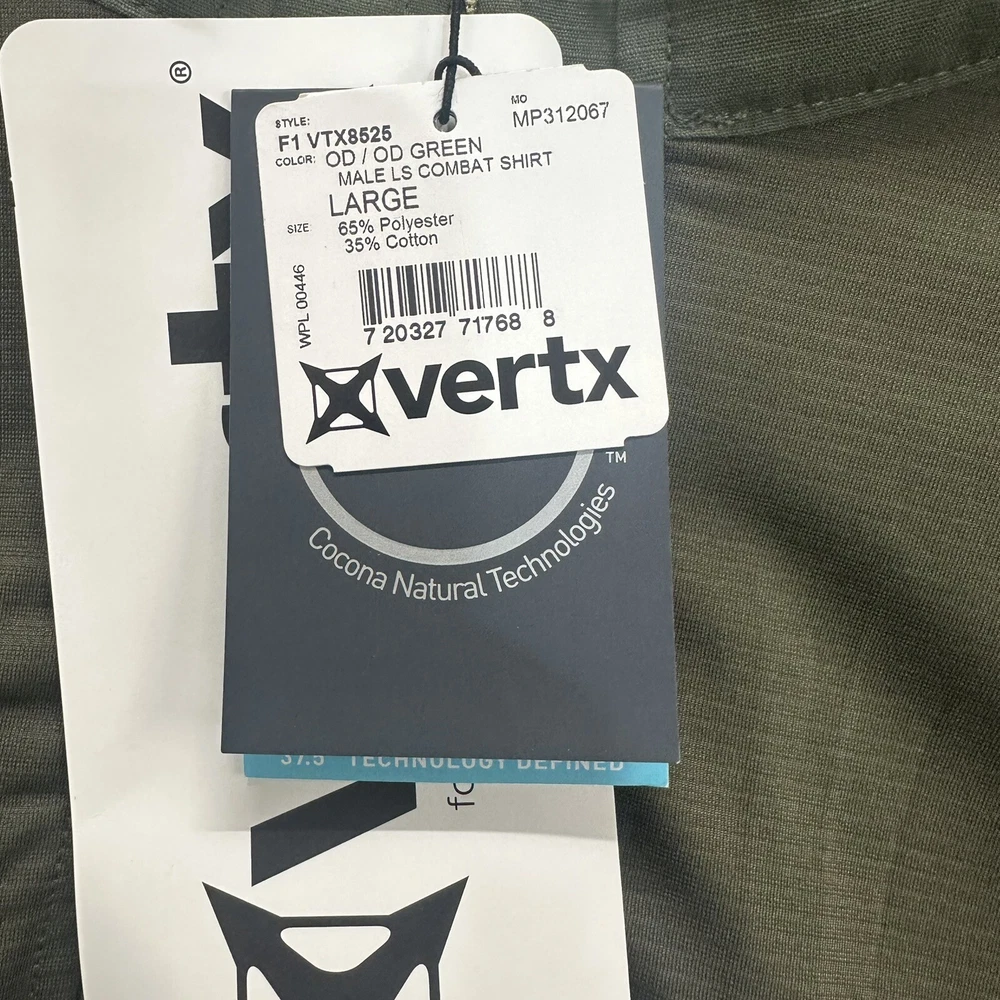 ®
STYLE:
F1 VTX8525
MO
MP312067
COLOR: OD / OD GREEN
MALE LS COMBAT SHIRT
LARGE
SIZE: 65% Polyester
35% Cotton
WPL 00446
7 20327 71768 8
vertx
TM
Cocona Natural Technologies
37.5 TECHNOLOGY DEFINED